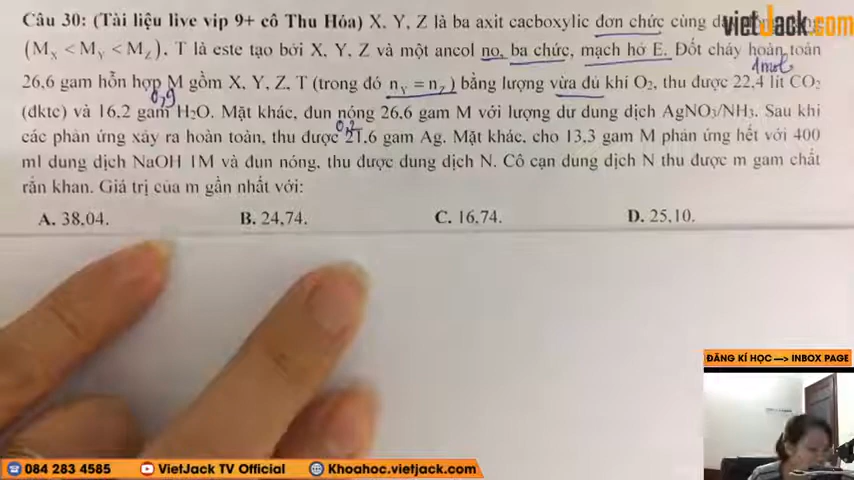 Câu 30: (Tài liệu live vip 9+ cô Thu Hóa) X, Y, Z là ba axit cacboxylic đơn chức cùng
vietJack.com
(M_X < M_Y < M_Z). T là este tạo bởi X, Y, Z và một ancol no, ba chức, mạch hở E. Đốt cháy hoàn toàn
1mol
26,6 gam hỗn hợp M gồm X, Y, Z, T (trong đó n_Y = n_Z) bằng lượng vừa đủ khí O2, thu được 22,4 lít CO2
0,9
(đktc) và 16,2 gam H2O. Mặt khác, đun nóng 26,6 gam M với lượng dư dung dịch AgNO3/NH3. Sau khi
0,2
các phản ứng xảy ra hoàn toàn, thu được 21,6 gam Ag. Mặt khác, cho 13,3 gam M phản ứng hết với 400
ml dung dịch NaOH 1M và đun nóng, thu được dung dịch N. Cô cạn dung dịch N thu được m gam chất
rắn khan. Giá trị của m gần nhất với:
A. 38,04. B. 24,74. C. 16,74. D. 25,10.
ĐĂNG KÍ HỌC —> INBOX PAGE
084 283 4585 VietJack TV Official Khoahoc.vietjack.com